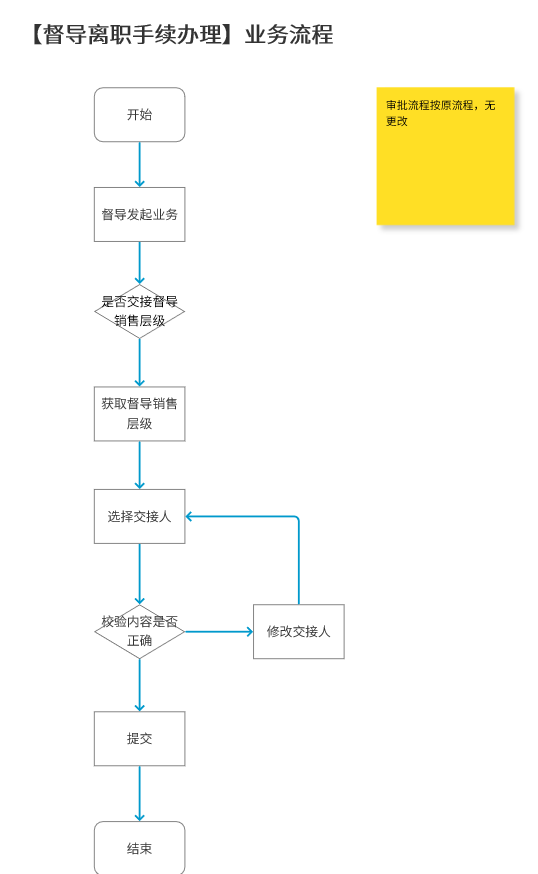 【督导离职手续办理】业务流程
开始
审批流程按原流程，无
更改
督导发起业务
是否交接督导
销售层级
获取督导销售
层级
选择交接人
校验内容是否
正确
修改交接人
提交
结束